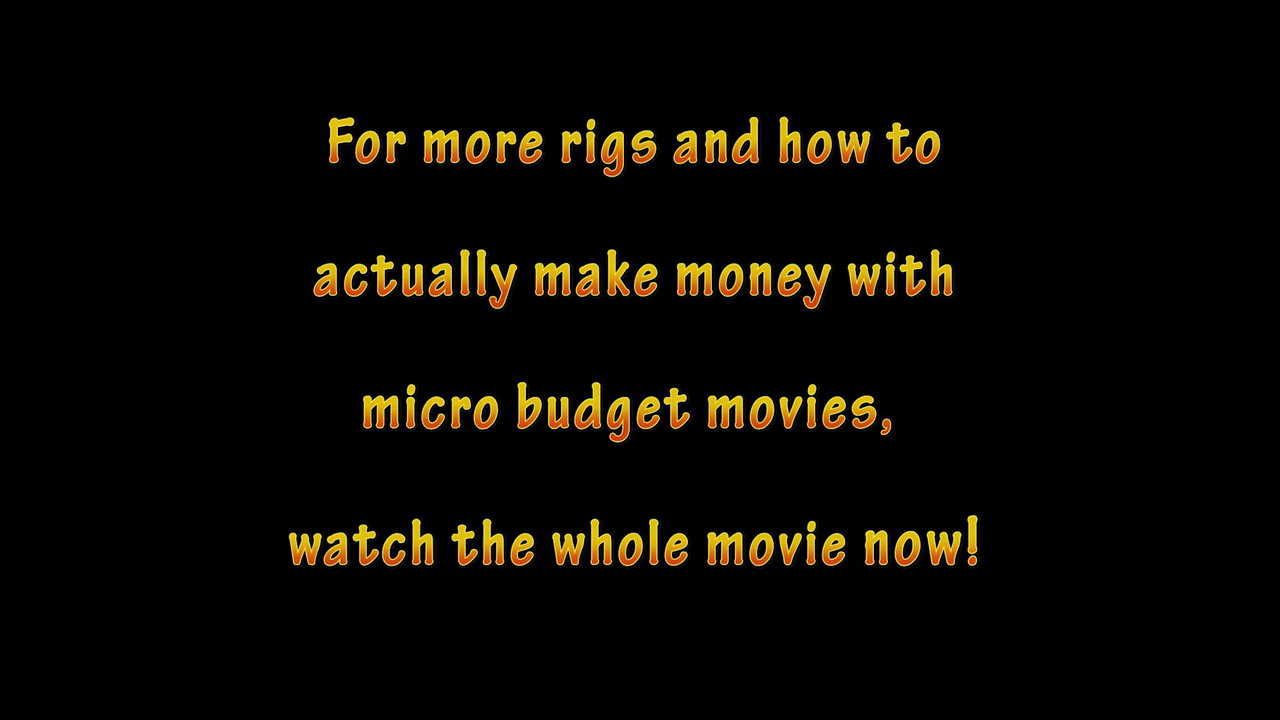 For more rigs and how to
actually make money with
micro budget movies,
watch the whole movie now!